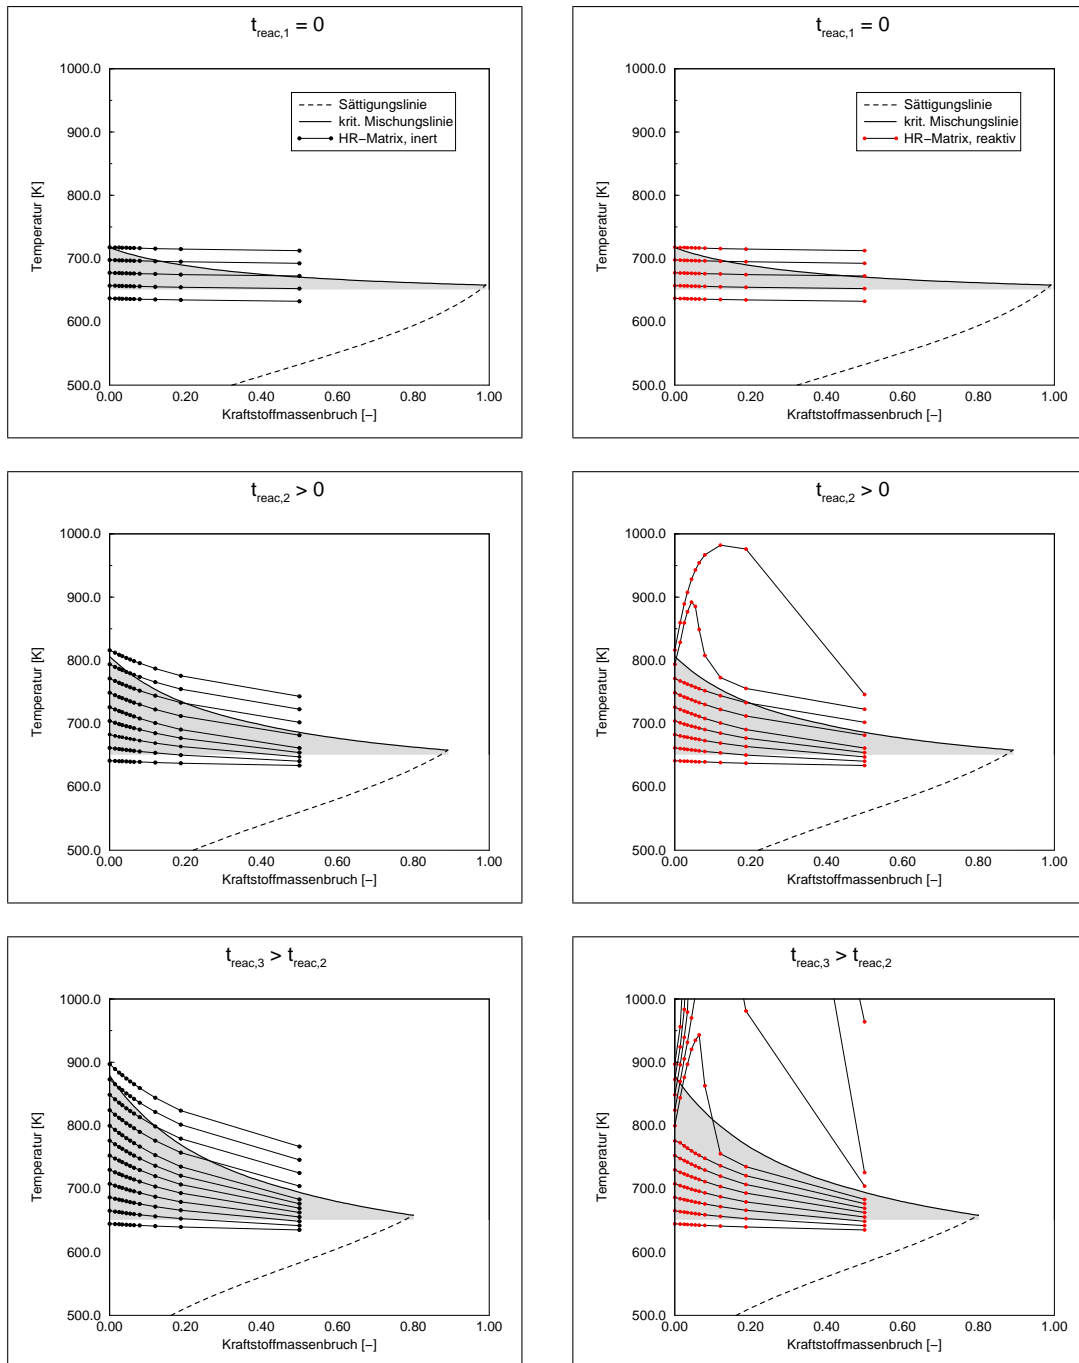 t_reac,1 = 0
1000.0
900.0
800.0
700.0
600.0
500.0
Temperatur [K]
Sättigungslinie
krit. Mischungslinie
HR−Matrix, inert
0.00 0.20 0.40 0.60 0.80 1.00
Kraftstoffmassenbruch [−]
t_reac,1 = 0
1000.0
900.0
800.0
700.0
600.0
500.0
Temperatur [K]
Sättigungslinie
krit. Mischungslinie
HR−Matrix, reaktiv
0.00 0.20 0.40 0.60 0.80 1.00
Kraftstoffmassenbruch [−]
t_reac,2 > 0
1000.0
900.0
800.0
700.0
600.0
500.0
Temperatur [K]
0.00 0.20 0.40 0.60 0.80 1.00
Kraftstoffmassenbruch [−]
t_reac,2 > 0
1000.0
900.0
800.0
700.0
600.0
500.0
Temperatur [K]
0.00 0.20 0.40 0.60 0.80 1.00
Kraftstoffmassenbruch [−]
t_reac,3 > t_reac,2
1000.0
900.0
800.0
700.0
600.0
500.0
Temperatur [K]
0.00 0.20 0.40 0.60 0.80 1.00
Kraftstoffmassenbruch [−]
t_reac,3 > t_reac,2
1000.0
900.0
800.0
700.0
600.0
500.0
Temperatur [K]
0.00 0.20 0.40 0.60 0.80 1.00
Kraftstoffmassenbruch [−]